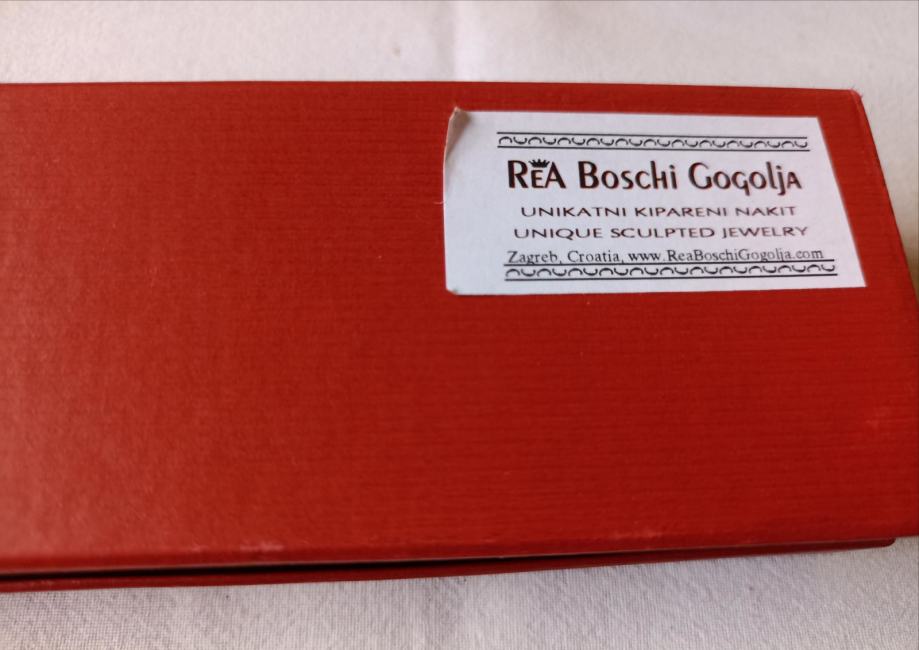 REA Boschi Gogolja
UNIKATNI KIPARENI NAKIT
UNIQUE SCULPTED JEWELRY
Zagreb, Croatia, www.ReaBoschiGogolja.com